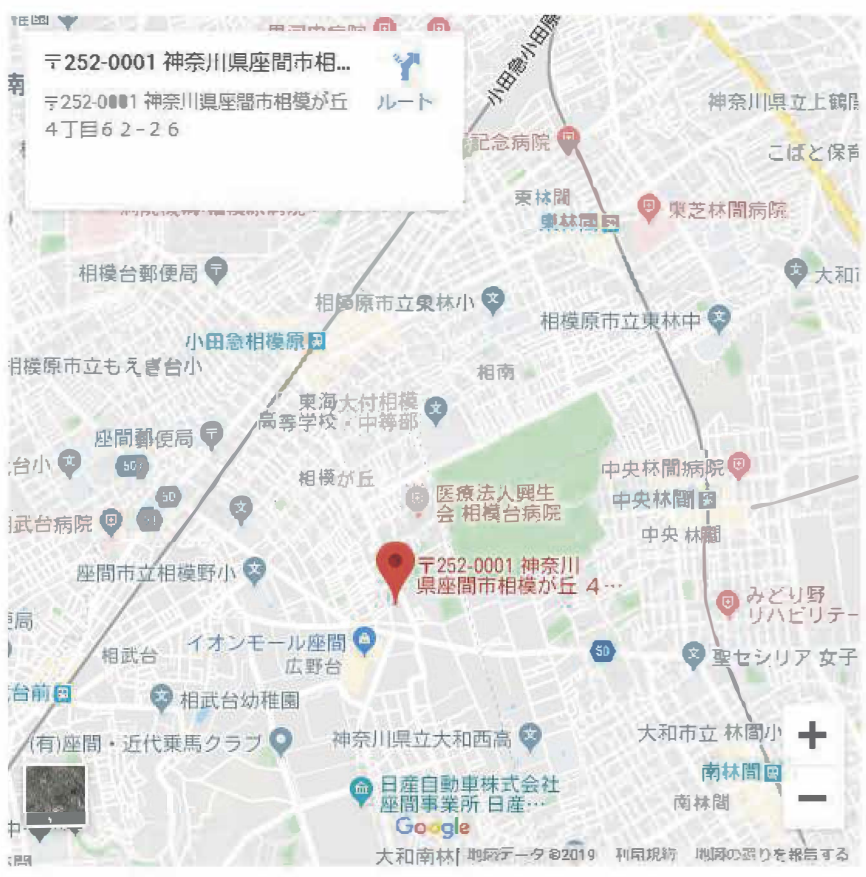 〒252-0001 神奈川県座間市相...
〒252-0001 神奈川県座間市相模が丘
4丁目62-26
ルート
小田急小田原
神奈川県立上鶴間
こばと保育
記念病院
東林間
東林間
東芝林間病院
相模台郵便局
大和市
相模原市立東林小
相模原市立東林中
小田急相模原
相模原市立もえぎ台小
相南
東海大付相模
高等学校・中等部
座間郵便局
台小
507
50
51
相模が丘
中央林間病院
医療法人興生
会 相模台病院
中央林間
相武台病院
中央 林間
〒252-0001 神奈川
県座間市相模が丘 4…
座間市立相模野小
みどり野
リハビリテー
イオンモール座間
50
相武台
広野台
聖セシリア 女子
台前
相武台幼稚園
(有)座間・近代乗馬クラブ
神奈川県立大和西高
大和市立 林間小
+
南林間
日産自動車株式会社
座間事業所 日産…
南林間
−
Google
大和南林
地図データ ©2019
利用規約
地図の誤りを報告する